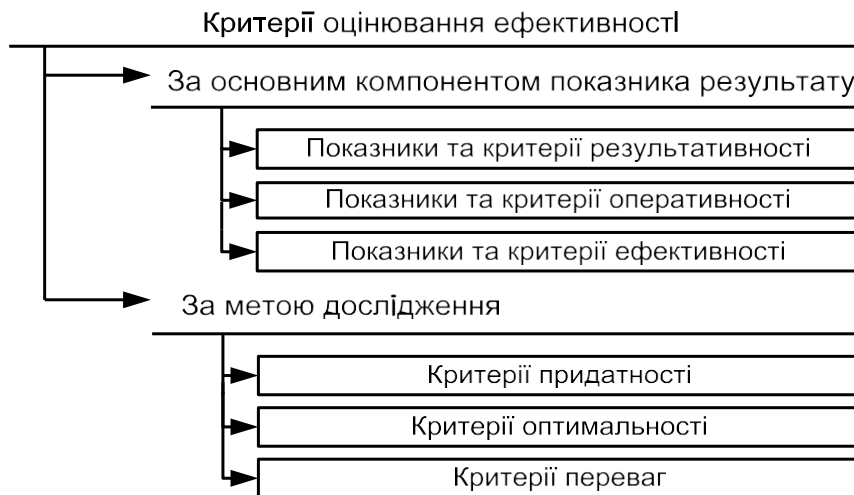 Критерії оцінювання ефективності
За основним компонентом показника результату
Показники та критерії результативності
Показники та критерії оперативності
Показники та критерії ефективності
За метою дослідження
Критерії придатності
Критерії оптимальності
Критерії переваг